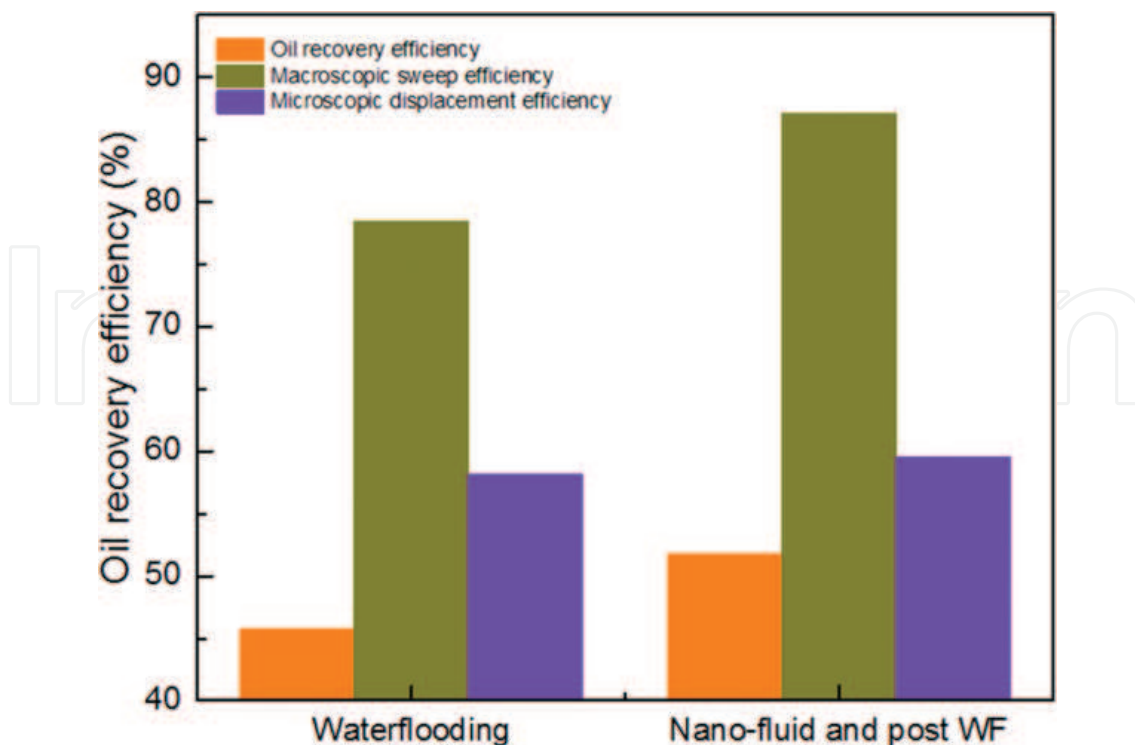 Oil recovery efficiency
Macroscopic sweep efficiency
Microscopic displacement efficiency
Oil recovery efficiency (%)
90
80
70
60
50
40
Waterflooding
Nano-fluid and post WF